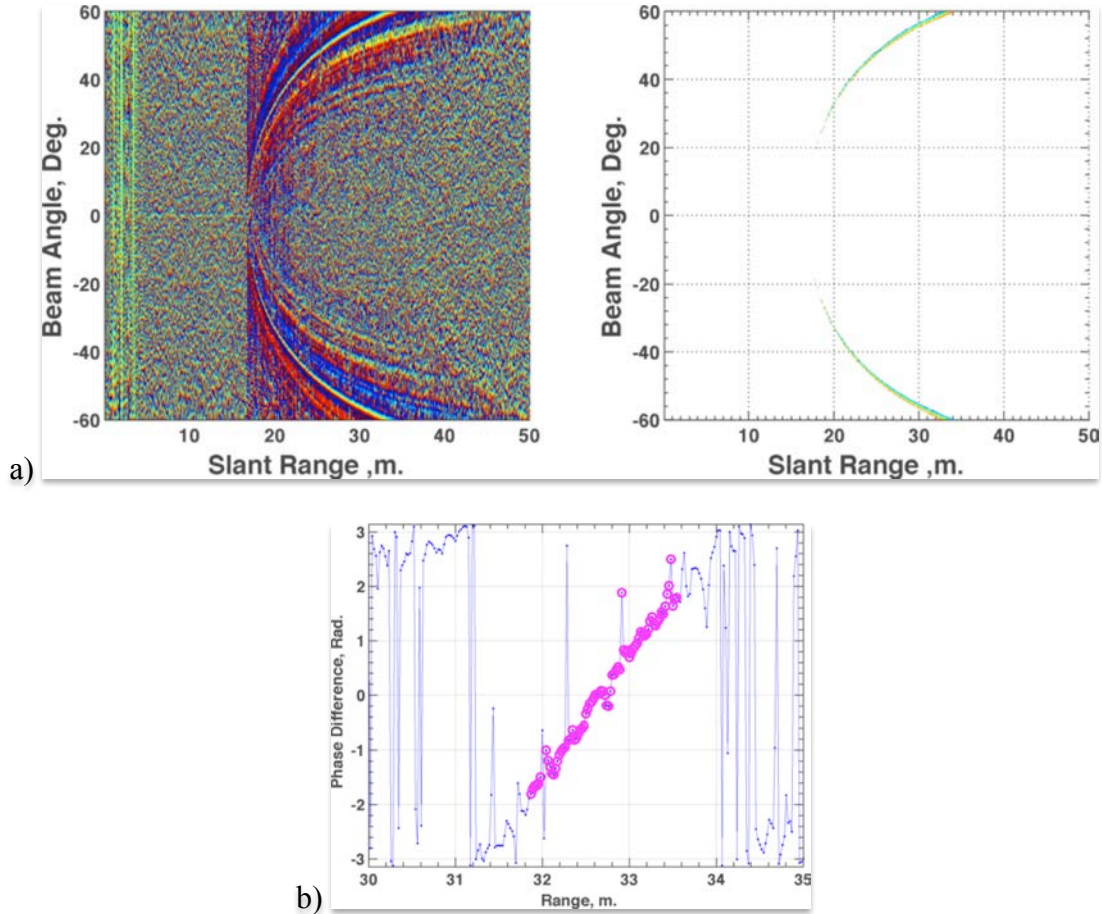 60
40
20
0
-20
-40
-60
Beam Angle, Deg.
10 20 30 40 50
Slant Range ,m.
60
40
20
0
-20
-40
-60
Beam Angle, Deg.
10 20 30 40 50
Slant Range ,m.
a)
3
2
1
0
-1
-2
-3
Phase Difference, Rad.
30 31 32 33 34 35
Range, m.
b)